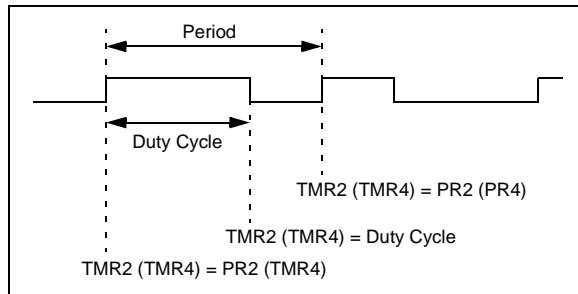 Period
Duty Cycle
TMR2 (TMR4) = PR2 (PR4)
TMR2 (TMR4) = Duty Cycle
TMR2 (TMR4) = PR2 (TMR4)